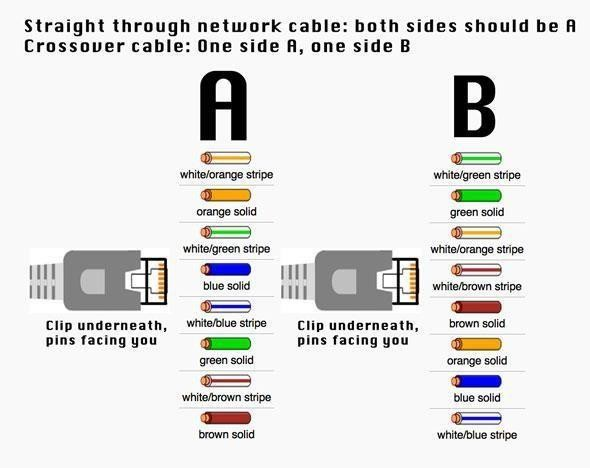 Straight through network cable: both sides should be A
Crossover cable: One side A, one side B
A
white/orange stripe
orange solid
white/green stripe
blue solid
white/blue stripe
green solid
white/brown stripe
brown solid
Clip underneath,
pins facing you
B
white/green stripe
green solid
white/orange stripe
white/brown stripe
brown solid
orange solid
blue solid
white/blue stripe
Clip underneath,
pins facing you